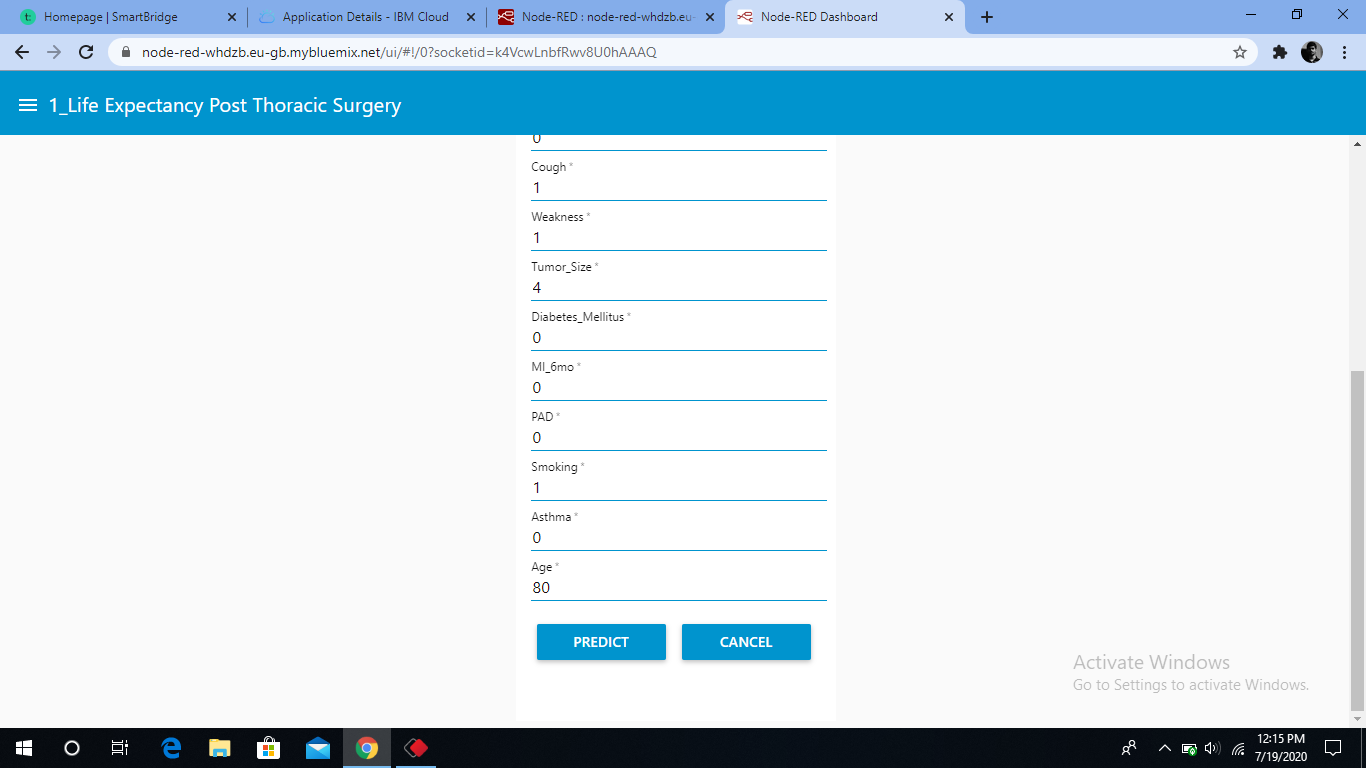 Homepage | SmartBridge
Application Details - IBM Cloud
Node-RED : node-red-whdzb.eu-
Node-RED Dashboard
node-red-whdzb.eu-gb.mybluemix.net/ui/#!/0?socketid=k4VcwLnbfRwv8U0hAAAQ
1_Life Expectancy Post Thoracic Surgery
0
Cough *
1
Weakness *
1
Tumor_Size *
4
Diabetes_Mellitus *
0
MI_6mo *
0
PAD *
0
Smoking *
1
Asthma *
0
Age *
80
PREDICT CANCEL
Activate Windows
Go to Settings to activate Windows.
12:15 PM
7/19/2020